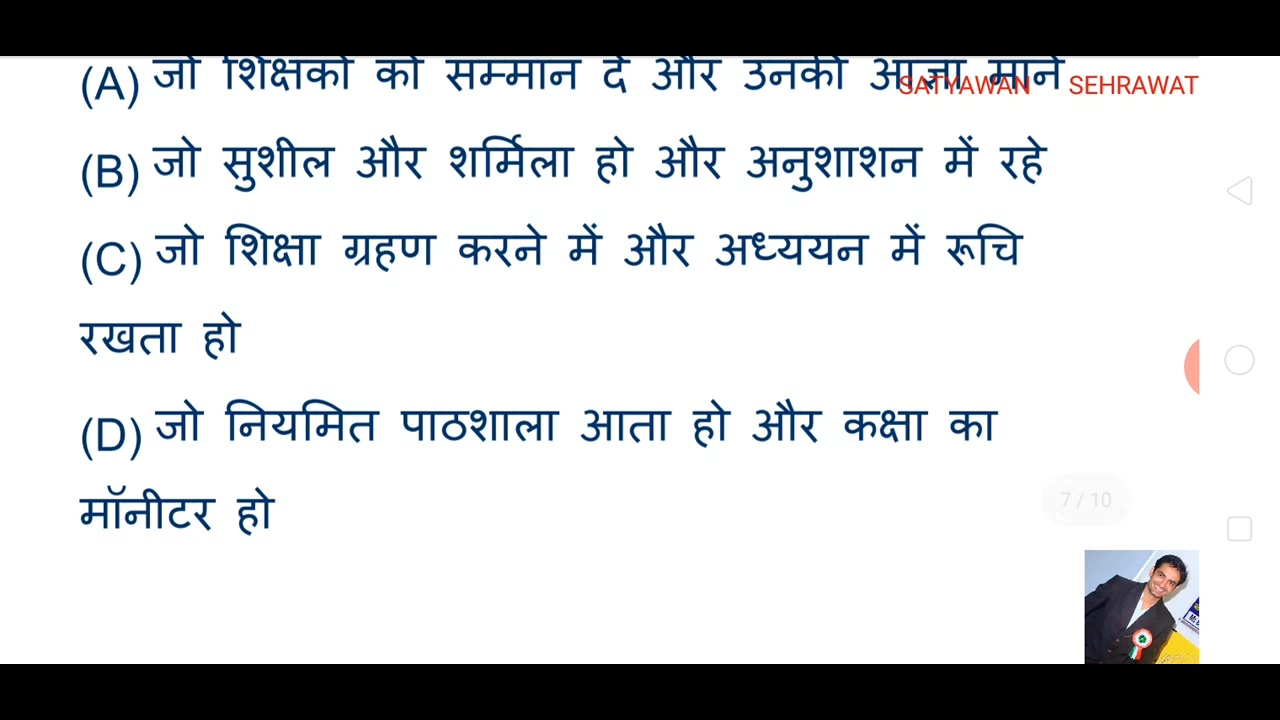 (A) जो शिक्षकों को सम्मान दे और उनकी आज्ञा माने
SATYAWAN SEHRAWAT
(B) जो सुशील और शर्मिला हो और अनुशाशन में रहे
(C) जो शिक्षा ग्रहण करने में और अध्ययन में रूचि
रखता हो
(D) जो नियमित पाठशाला आता हो और कक्षा का
मॉनीटर हो
7 / 10